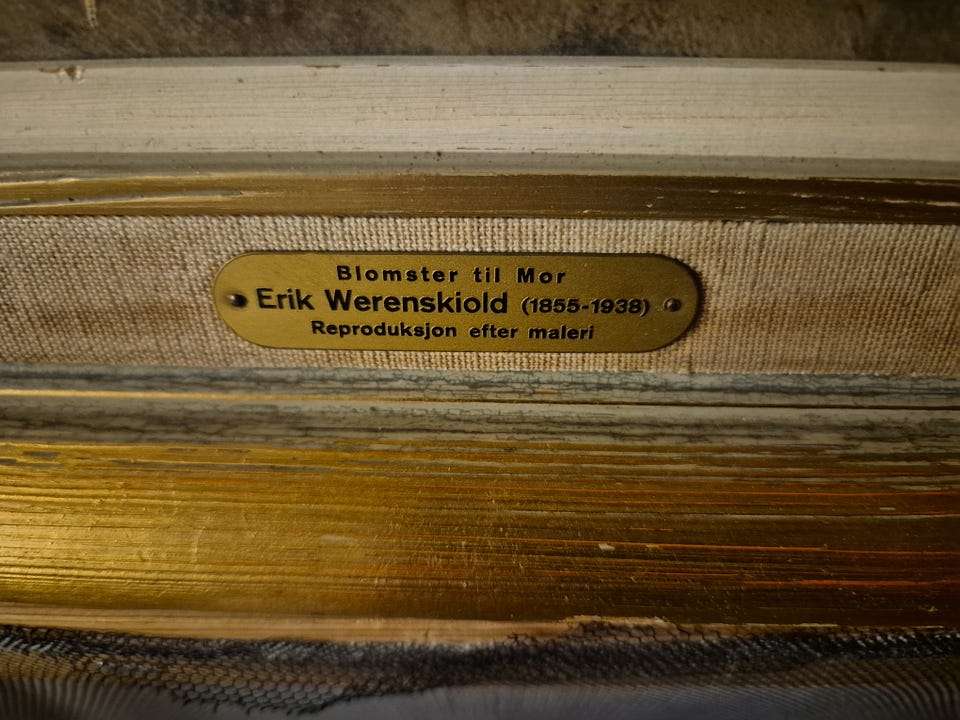 Blomster til Mor
Erik Werenskiold (1855-1938)
Reproduksjon efter maleri